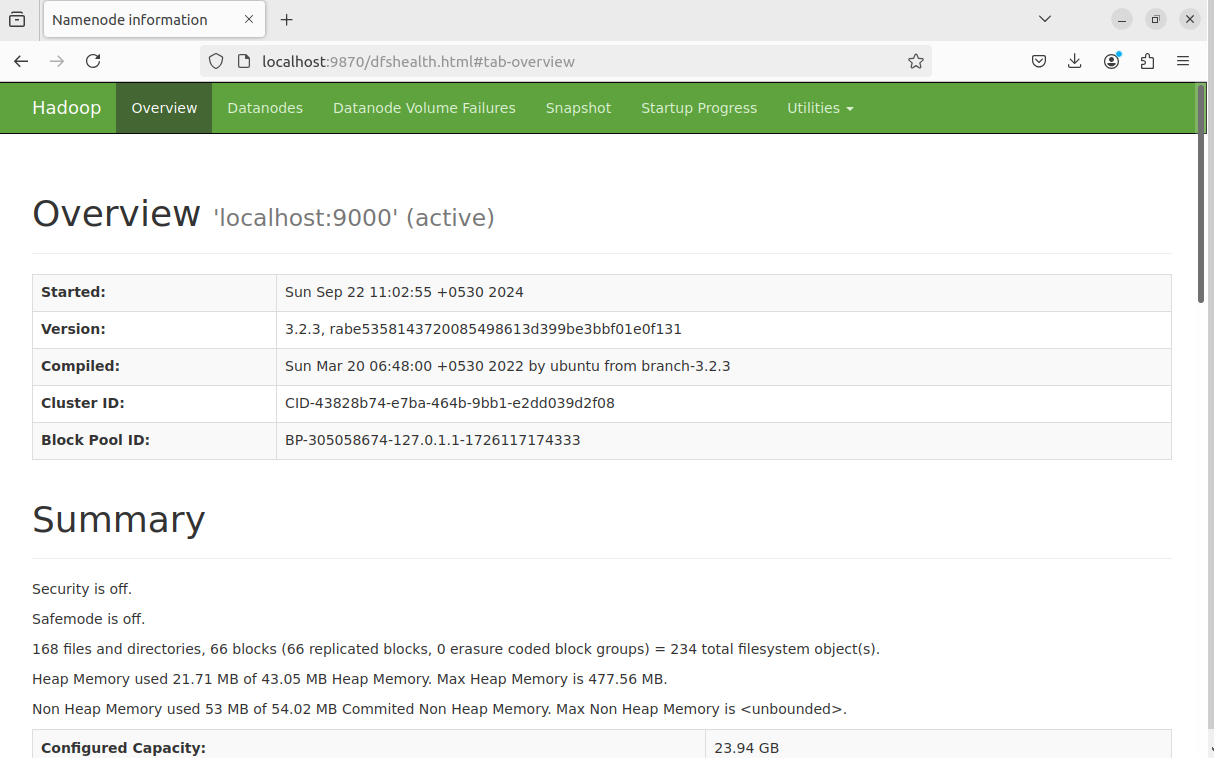 Namenode information
localhost:9870/dfshealth.html#tab-overview
Hadoop Overview Datanodes Datanode Volume Failures Snapshot Startup Progress Utilities
Overview 'localhost:9000' (active)
Started: Sun Sep 22 11:02:55 +0530 2024
Version: 3.2.3, rabe5358143720085498613d399be3bbf01e0f131
Compiled: Sun Mar 20 06:48:00 +0530 2022 by ubuntu from branch-3.2.3
Cluster ID: CID-43828b74-e7ba-464b-9bb1-e2dd039d2f08
Block Pool ID: BP-305058674-127.0.1.1-1726117174333
Summary
Security is off.
Safemode is off.
168 files and directories, 66 blocks (66 replicated blocks, 0 erasure coded block groups) = 234 total filesystem object(s).
Heap Memory used 21.71 MB of 43.05 MB Heap Memory. Max Heap Memory is 477.56 MB.
Non Heap Memory used 53 MB of 54.02 MB Commited Non Heap Memory. Max Non Heap Memory is <unbounded>.
Configured Capacity: 23.94 GB